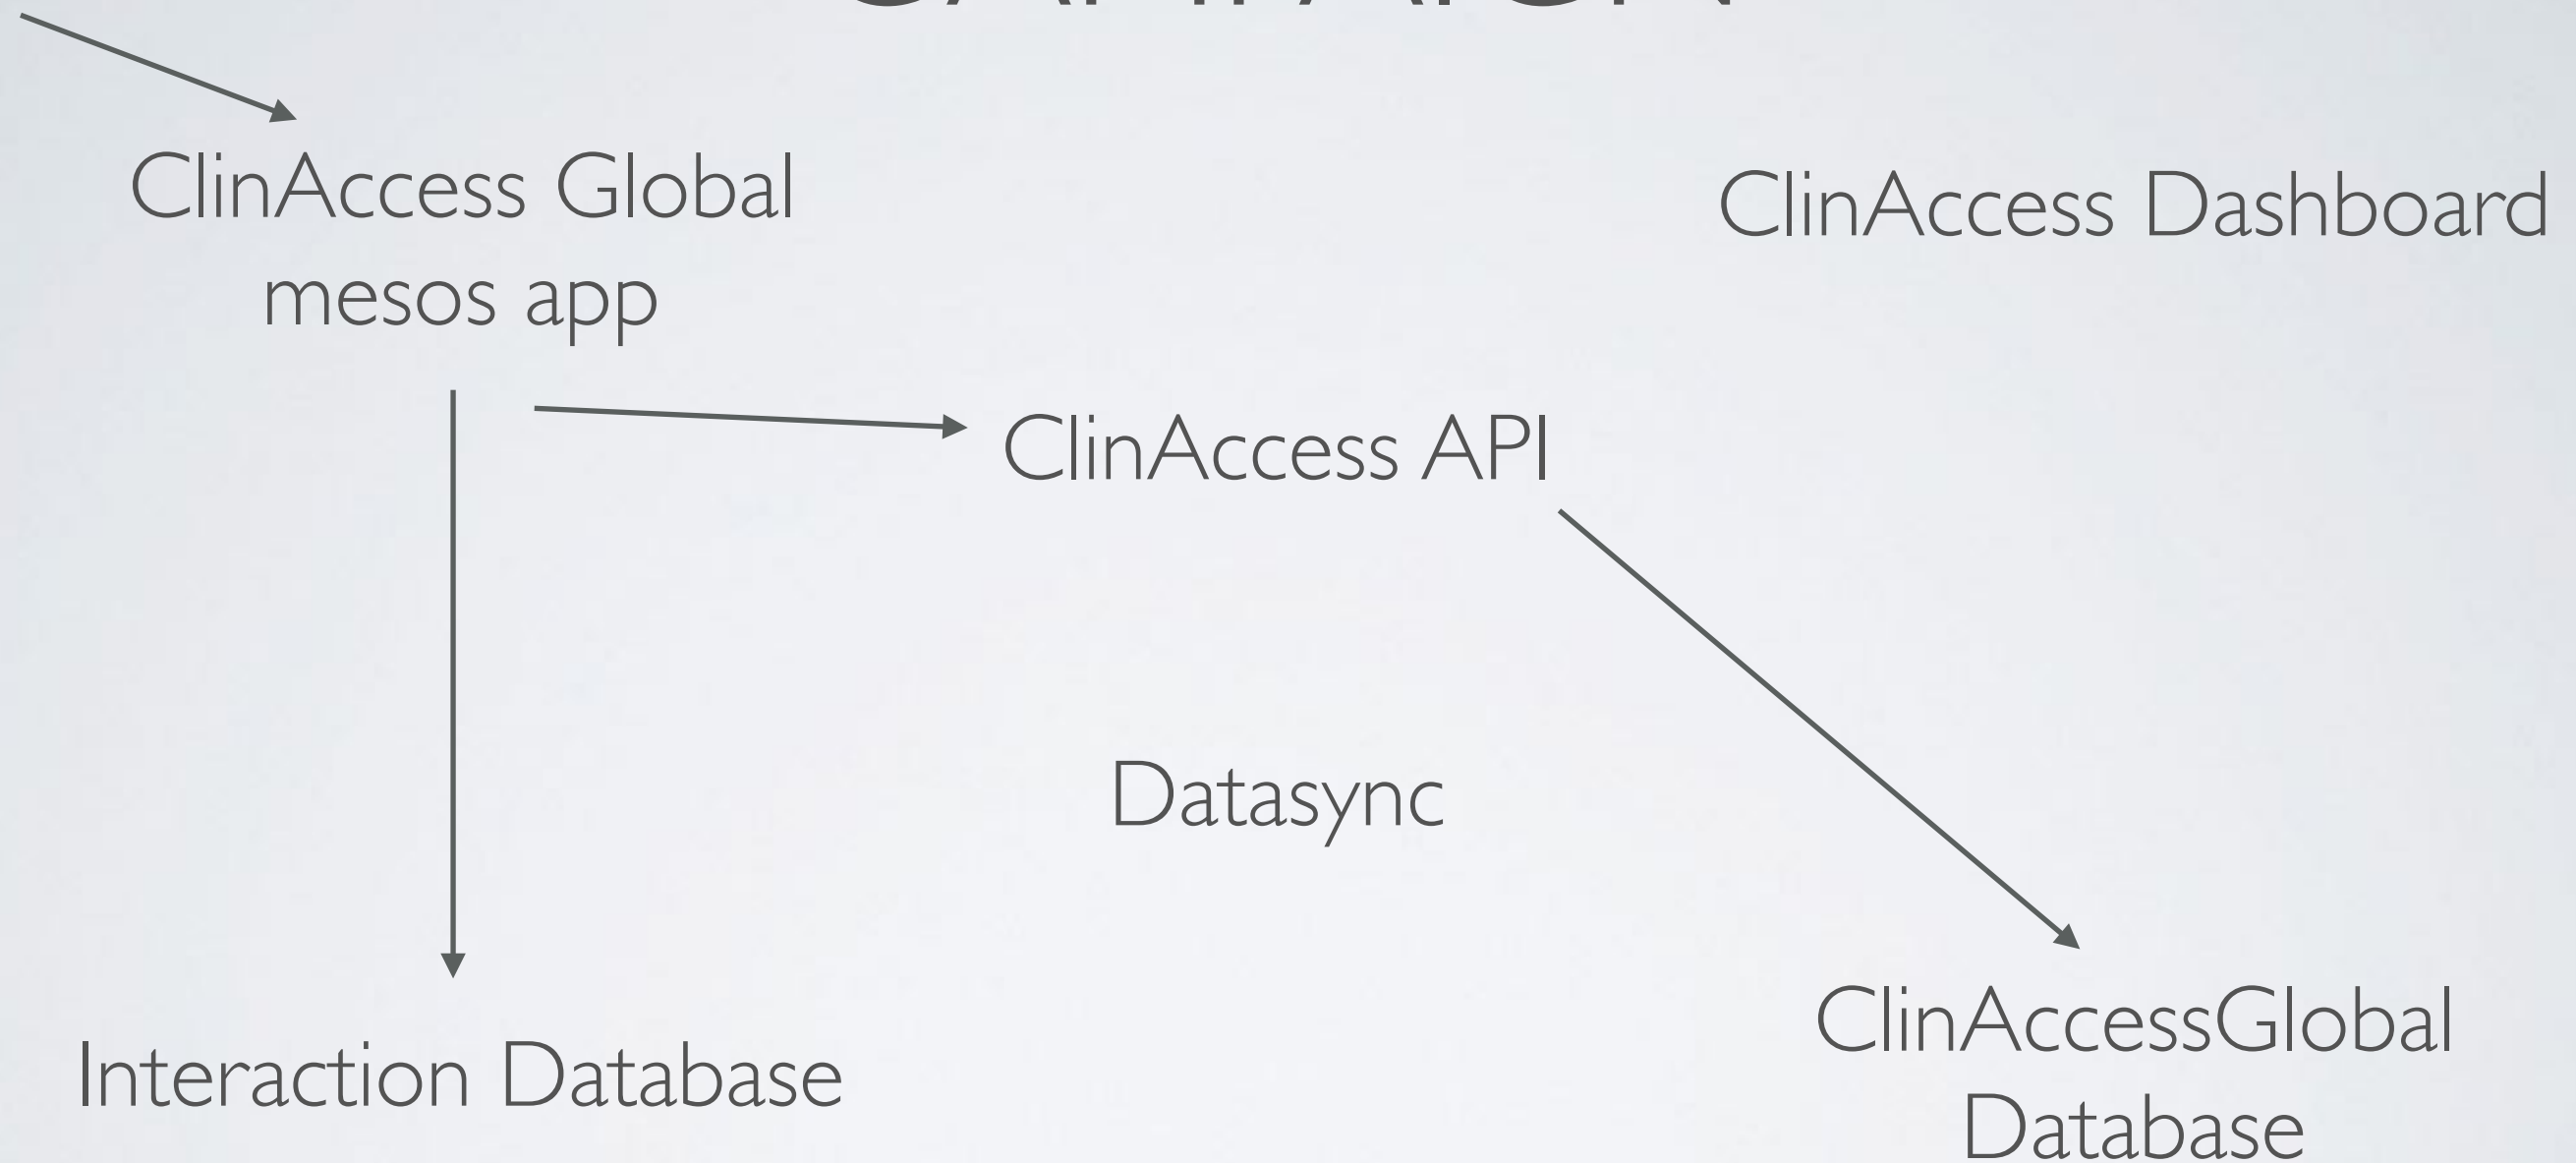 ClinAccess Global
mesos app
ClinAccess Dashboard
ClinAccess API
Datasync
Interaction Database
ClinAccessGlobal
Database